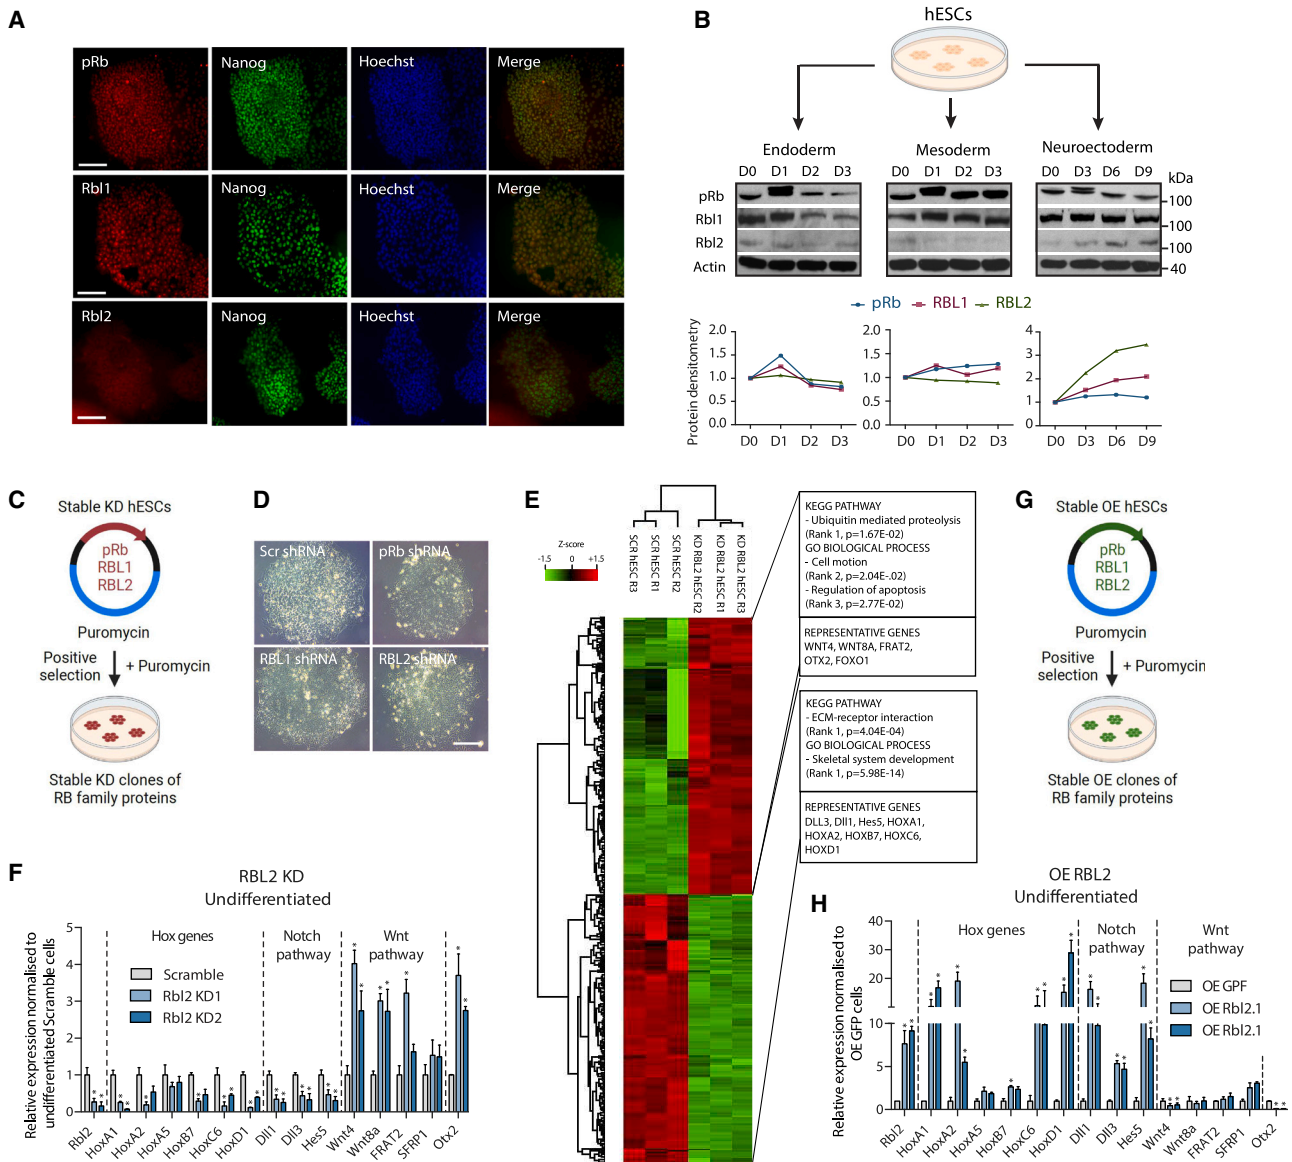 A
pRb
Nanog
Hoechst
Merge
Rbl1
Nanog
Hoechst
Merge
Rbl2
Nanog
Hoechst
Merge
B
hESCs
Endoderm
Mesoderm
Neuroectoderm
D0 D1 D2 D3
D0 D1 D2 D3
D0 D3 D6 D9
kDa
pRb
100
Rbl1
100
Rbl2
100
Actin
40
pRb RBL1 RBL2
Protein densitometry
2.0
1.5
1.0
0.5
0.0
D0 D1 D2 D3
2.0
1.5
1.0
0.5
0.0
D0 D1 D2 D3
4
3
2
1
0
D0 D3 D6 D9
C
Stable KD hESCs
pRb
RBL1
RBL2
Puromycin
Positive
selection
+ Puromycin
Stable KD clones of
RB family proteins
D
Scr shRNA
pRb shRNA
RBL1 shRNA
RBL2 shRNA
E
Z-score
-1.5 0 +1.5
SCR hESC R3
SCR hESC R1
SCR hESC R2
KD RBL2 hESC R2
KD RBL2 hESC R1
KD RBL2 hESC R3
KEGG PATHWAY
- Ubiquitin mediated proteolysis
(Rank 1, p=1.67E-02)
GO BIOLOGICAL PROCESS
- Cell motion
(Rank 2, p=2.04E-.02)
- Regulation of apoptosis
(Rank 3, p=2.77E-02)
REPRESENTATIVE GENES
WNT4, WNT8A, FRAT2,
OTX2, FOXO1
KEGG PATHWAY
- ECM-receptor interaction
(Rank 1, p=4.04E-04)
GO BIOLOGICAL PROCESS
- Skeletal system development
(Rank 1, p=5.98E-14)
REPRESENTATIVE GENES
DLL3, Dll1, Hes5, HOXA1,
HOXA2, HOXB7, HOXC6,
HOXD1
G
Stable OE hESCs
pRb
RBL1
RBL2
Puromycin
Positive
selection
+ Puromycin
Stable OE clones of
RB family proteins
F
RBL2 KD
Undifferentiated
Relative expression normalised to
undifferentiated Scramble cells
5
4
3
2
1
0
Hox genes
Notch
pathway
Wnt
pathway
Scramble
Rbl2 KD1
Rbl2 KD2
* * * * * * * * * * * * * * * * * * * * * * * *
Rbl2
HoxA1
HoxA2
HoxA5
HoxB7
HoxC6
HoxD1
Dll1
Dll3
Hes5
Wnt4
Wnt8a
FRAT2
SFRP1
Otx2
H
OE RBL2
Undifferentiated
Relative expression normalised to
OE GFP cells
40
30
20
10
10
5
0
Hox genes
Notch
pathway
Wnt
pathway
OE GPF
OE Rbl2.1
OE Rbl2.1
* * * * * * * * * * * * * * * * * * * *
Rbl2
HoxA1
HoxA2
HoxA5
HoxB7
HoxC6
HoxD1
Dll1
Dll3
Hes5
Wnt4
Wnt8a
FRAT2
SFRP1
Otx2